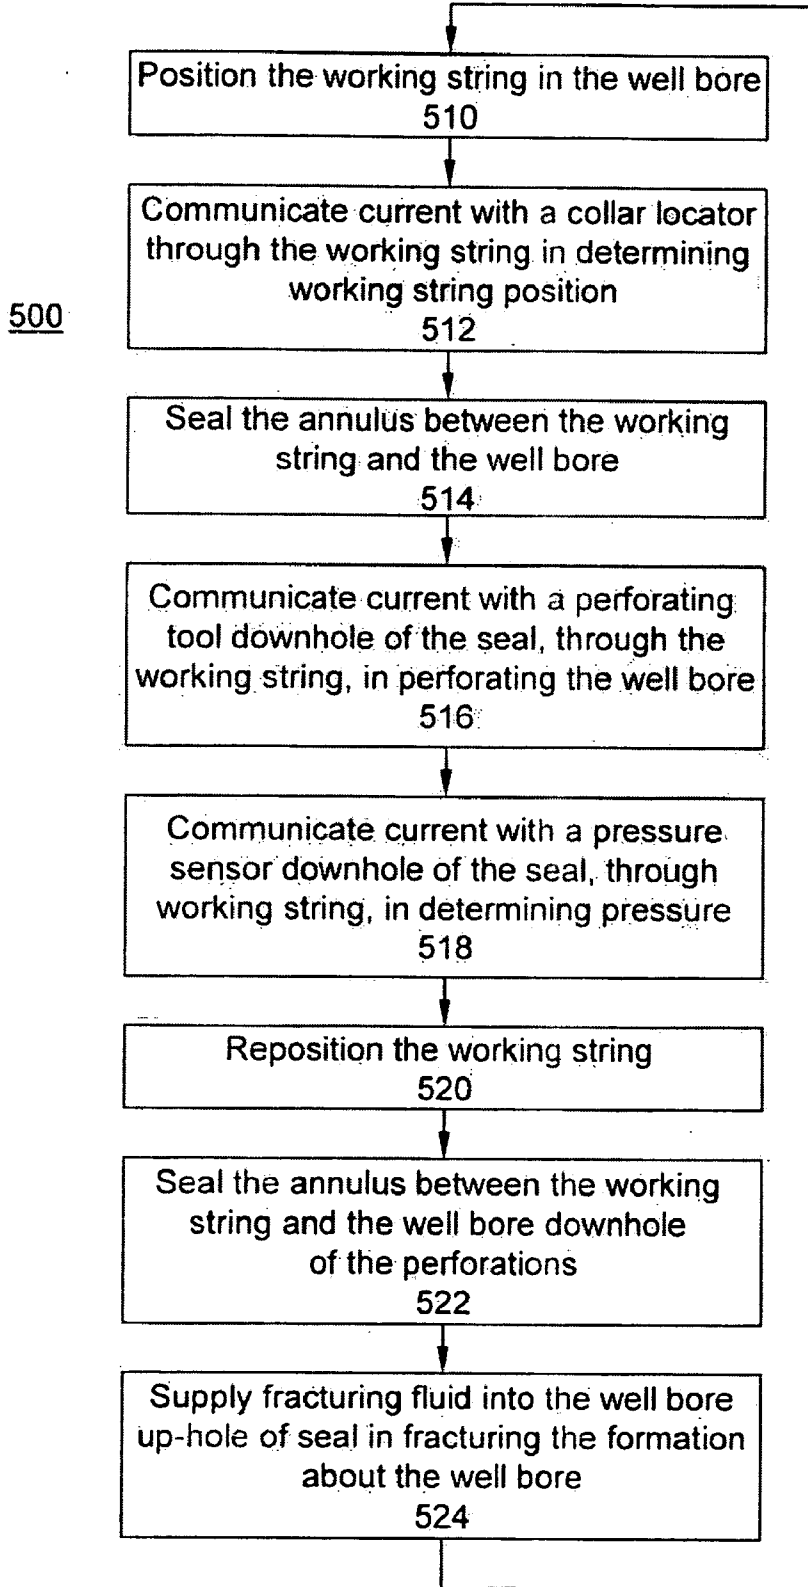 Position the working string in the well bore
510
Communicate current with a collar locator
through the working string in determining
working string position
512
500
Seal the annulus between the working
string and the well bore
514
Communicate current with a perforating
tool downhole of the seal, through the
working string, in perforating the well bore
516
Communicate current with a pressure
sensor downhole of the seal, through
working string, in determining pressure
518
Reposition the working string
520
Seal the annulus between the working
string and the well bore downhole
of the perforations
522
Supply fracturing fluid into the well bore
up-hole of seal in fracturing the formation
about the well bore
524